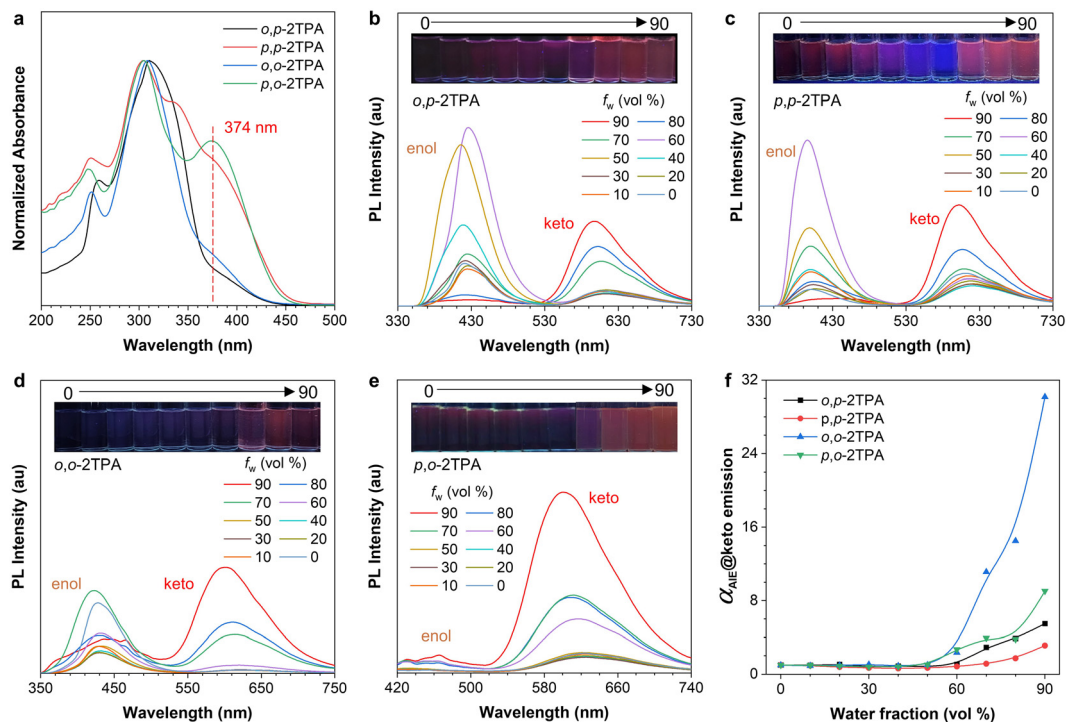 a
o,p-2TPA
p,p-2TPA
o,o-2TPA
p,o-2TPA
374 nm
Normalized Absorbance
200 250 300 350 400 450 500
Wavelength (nm)
b
0 90
o,p-2TPA
fw (vol %)
90 80
70 60
50 40
30 20
10 0
enol
keto
PL Intensity (au)
330 430 530 630 730
Wavelength (nm)
c
0 90
p,p-2TPA
fw (vol %)
90 80
70 60
50 40
30 20
10 0
enol
keto
PL Intensity (au)
330 430 530 630 730
Wavelength (nm)
d
0 90
o,o-2TPA
fw (vol %)
90 80
70 60
50 40
30 20
10 0
enol
keto
PL Intensity (au)
350 450 550 650 750
Wavelength (nm)
e
0 90
p,o-2TPA
fw (vol %)
90 80
70 60
50 40
30 20
10 0
keto
enol
PL Intensity (au)
420 500 580 660 740
Wavelength (nm)
f
32
24
16
8
4
0
o,p-2TPA
p,p-2TPA
o,o-2TPA
p,o-2TPA
αAIE@keto emission
0 30 60 70 80 90
Water fraction (vol %)